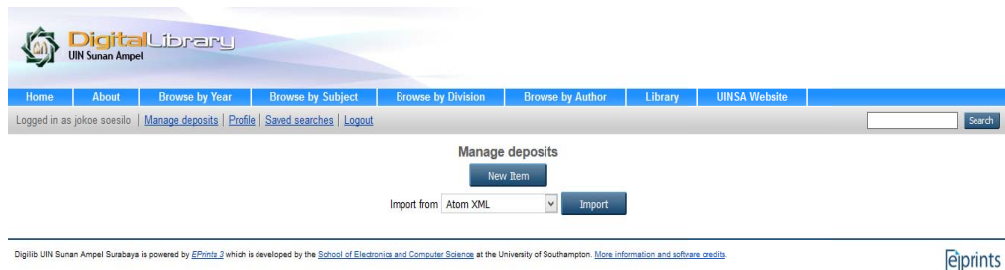 DigitalLibrary
UIN Sunan Ampel
Home About Browse by Year Browse by Subject Browse by Division Browse by Author Library UINSA Website
Logged in as jokoe soesilo | Manage deposits | Profile | Saved searches | Logout Search
Manage deposits
New Item
Import from Atom XML Import
Digilib UIN Sunan Ampel Surabaya is powered by EPrints 3 which is developed by the School of Electronics and Computer Science at the University of Southampton. More information and software credits.
eprints